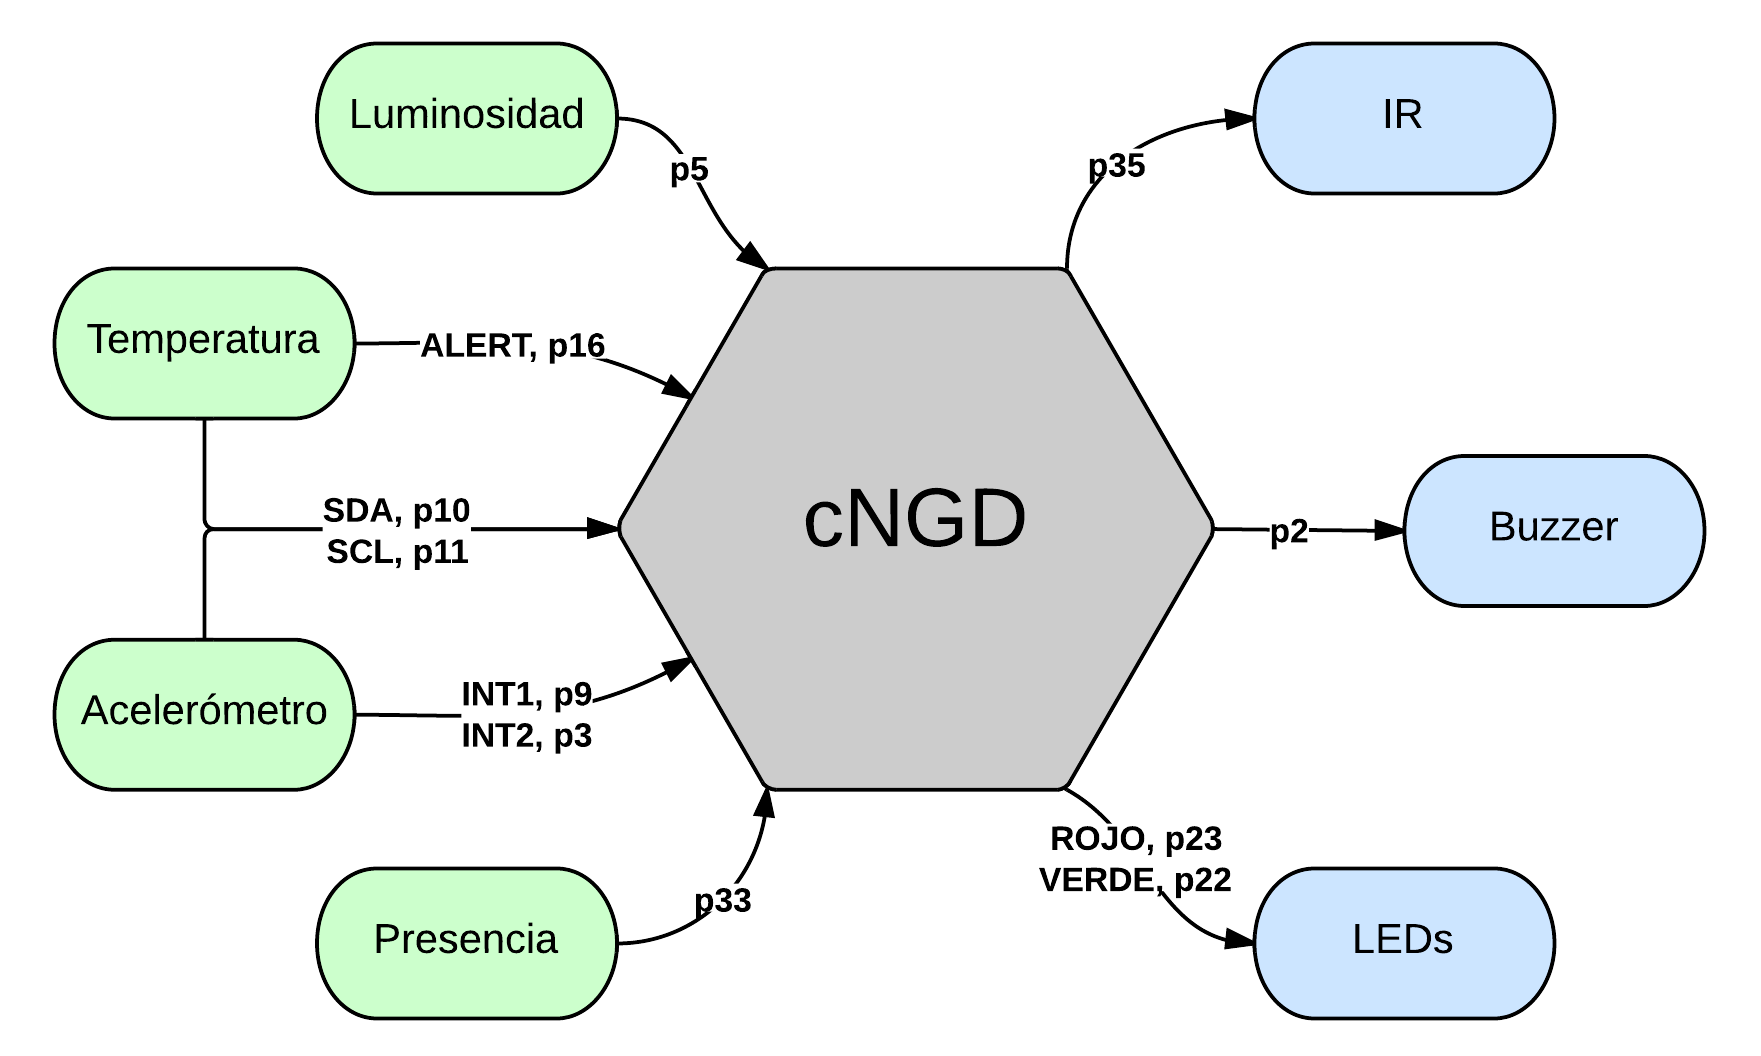 Luminosidad
IR
p5
p35
Temperatura
ALERT, p16
SDA, p10
SCL, p11
cNGD
p2
Buzzer
Acelerómetro
INT1, p9
INT2, p3
ROJO, p23
VERDE, p22
p33
Presencia
LEDs